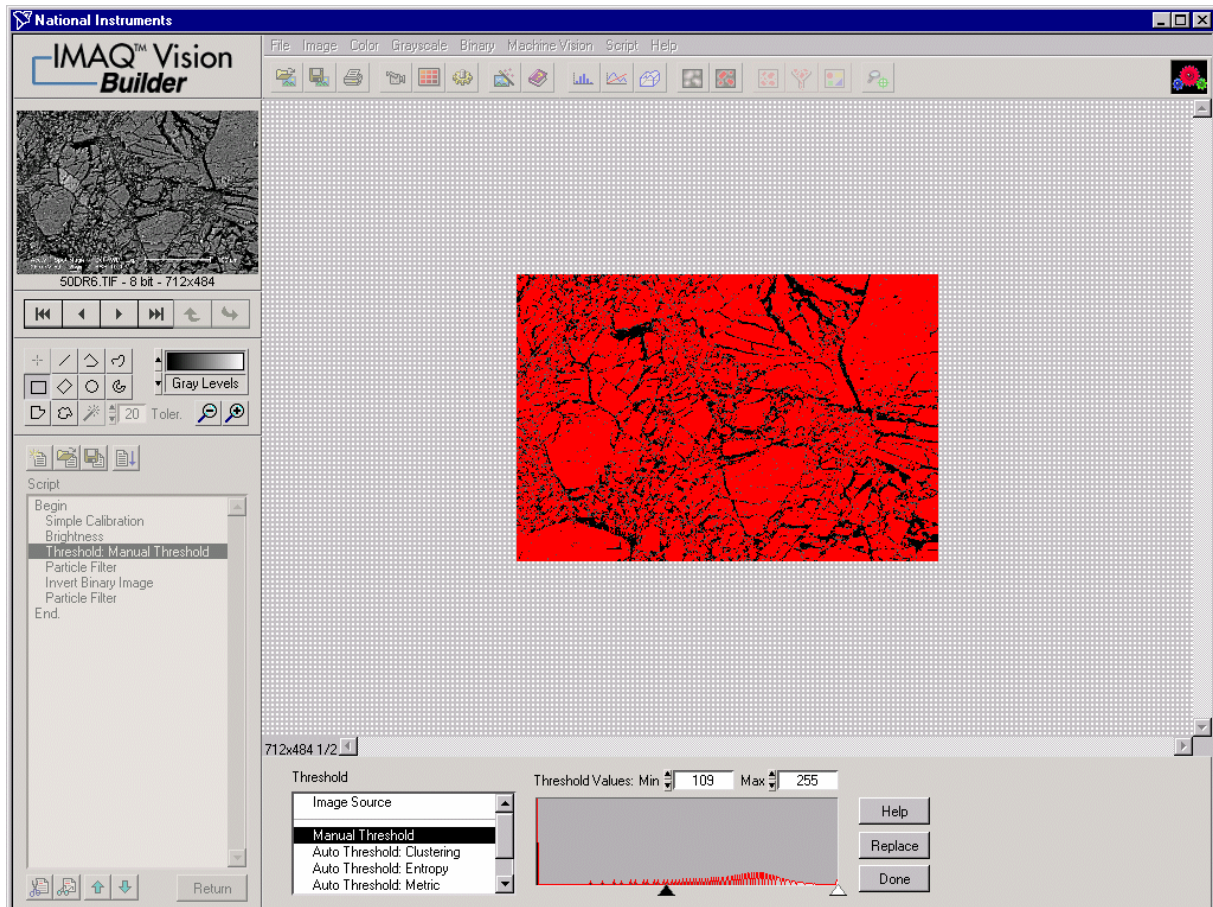 National Instruments
IMAQ™ Vision
Builder
File Image Color Grayscale Binary Machine Vision Script Help
50DR6.TIF - 8 bit - 712x484
Gray Levels
20 Toler.
Script
Begin
Simple Calibration
Brightness
Threshold: Manual Threshold
Particle Filter
Invert Binary Image
Particle Filter
End.
Return
712x484 1/2
Threshold
Image Source
Manual Threshold
Auto Threshold: Clustering
Auto Threshold: Entropy
Auto Threshold: Metric
Threshold Values: Min 109 Max 255
Help
Replace
Done